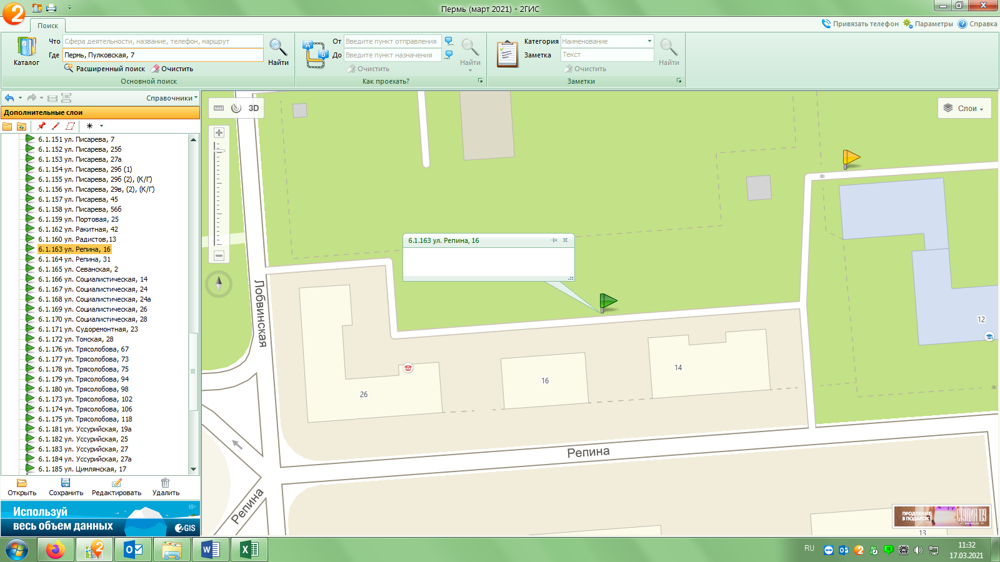 Пермь (март 2021) - 2ГИС
Поиск
Привязать телефон
Параметры
Справка
Каталог
Что
Сфера деятельности, название, телефон, маршрут
Где
Пермь, Пулковская, 7
Расширенный поиск
Очистить
Найти
Основной поиск
От
Введите пункт отправления
До
Введите пункт назначения
Очистить
Найти
Как проехать?
Категория
Наименование
Заметка
Текст
Очистить
Найти
Заметки
Справочники
Дополнительные слои
6.1.151 ул. Писарева, 7
6.1.152 ул. Писарева, 25б
6.1.153 ул. Писарева, 27а
6.1.154 ул. Писарева, 29б (1)
6.1.155 ул. Писарева, 29б (2), (К/Г)
6.1.156 ул. Писарева, 29в, (2), (К/Г)
6.1.157 ул. Писарева, 45
6.1.158 ул. Писарева, 56б
6.1.159 ул. Портовая, 25
6.1.162 ул. Ракитная, 42
6.1.160 ул. Радистов,13
6.1.163 ул. Репина, 16
6.1.164 ул. Репина, 31
6.1.165 ул. Севанская, 2
6.1.166 ул. Социалистическая, 14
6.1.167 ул. Социалистическая, 24
6.1.168 ул. Социалистическая, 24а
6.1.169 ул. Социалистическая, 26
6.1.170 ул. Социалистическая, 28
6.1.171 ул. Судоремонтная, 23
6.1.172 ул. Томская, 28
6.1.176 ул. Трясолобова, 67
6.1.177 ул. Трясолобова, 73
6.1.178 ул. Трясолобова, 75
6.1.179 ул. Трясолобова, 94
6.1.180 ул. Трясолобова, 98
6.1.173 ул. Трясолобова, 102
6.1.174 ул. Трясолобова, 106
6.1.175 ул. Трясолобова, 118
6.1.181 ул. Уссурийская, 19а
6.1.182 ул. Уссурийская, 25
6.1.183 ул. Уссурийская, 27
6.1.184 ул. Уссурийская, 27а
6.1.185 ул. Цимлянская, 17
Открыть
Сохранить
Редактировать
Удалить
Используй
весь объем данных
18+
2GIS
3D
Слои
6.1.163 ул. Репина, 16
Лобвинская
12
14
16
26
Репина
Репина
13
ПРОДЛЕНИЕ
В ПОДАРОК
СТУДИЯ 109
RU
11:32
17.03.2021